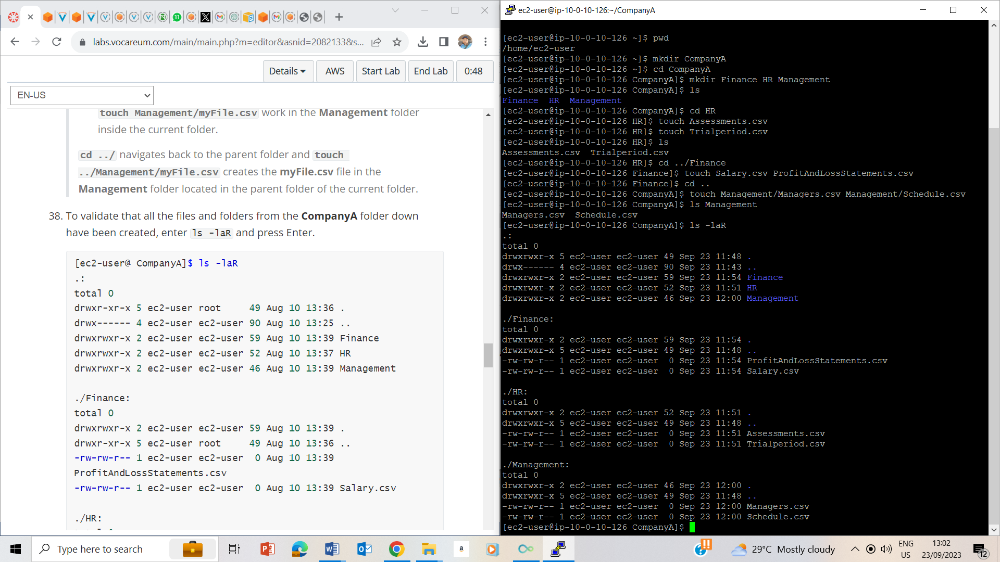 labs.vocareum.com/main/main.php?m=editor&asnid=2082133&s...
Details AWS Start Lab End Lab 0:48
EN-US
touch Management/myFile.csv work in the Management folder
inside the current folder.
cd ../ navigates back to the parent folder and touch
../Management/myFile.csv creates the myFile.csv file in the
Management folder located in the parent folder of the current folder.
38. To validate that all the files and folders from the CompanyA folder down
have been created, enter ls -laR and press Enter.
[ec2-user@ CompanyA]$ ls -laR
.:
total 0
drwxr-xr-x 5 ec2-user root     49 Aug 10 13:36 .
drwx------ 4 ec2-user ec2-user 90 Aug 10 13:25 ..
drwxrwxr-x 2 ec2-user ec2-user 59 Aug 10 13:39 Finance
drwxrwxr-x 2 ec2-user ec2-user 52 Aug 10 13:37 HR
drwxrwxr-x 2 ec2-user ec2-user 46 Aug 10 13:39 Management
./Finance:
total 0
drwxrwxr-x 2 ec2-user ec2-user 59 Aug 10 13:39 .
drwxr-xr-x 5 ec2-user root     49 Aug 10 13:36 ..
-rw-rw-r-- 1 ec2-user ec2-user  0 Aug 10 13:39
ProfitAndLossStatements.csv
-rw-rw-r-- 1 ec2-user ec2-user  0 Aug 10 13:39 Salary.csv
./HR:
ec2-user@ip-10-0-10-126:~/CompanyA
[ec2-user@ip-10-0-10-126 ~]$ pwd
/home/ec2-user
[ec2-user@ip-10-0-10-126 ~]$ mkdir CompanyA
[ec2-user@ip-10-0-10-126 ~]$ cd CompanyA
[ec2-user@ip-10-0-10-126 CompanyA]$ mkdir Finance HR Management
[ec2-user@ip-10-0-10-126 CompanyA]$ ls
Finance  HR  Management
[ec2-user@ip-10-0-10-126 CompanyA]$ cd HR
[ec2-user@ip-10-0-10-126 HR]$ touch Assessments.csv
[ec2-user@ip-10-0-10-126 HR]$ touch Trialperiod.csv
[ec2-user@ip-10-0-10-126 HR]$ ls
Assessments.csv  Trialperiod.csv
[ec2-user@ip-10-0-10-126 HR]$ cd ../Finance
[ec2-user@ip-10-0-10-126 Finance]$ touch Salary.csv ProfitAndLossStatements.csv
[ec2-user@ip-10-0-10-126 Finance]$ cd ..
[ec2-user@ip-10-0-10-126 CompanyA]$ touch Management/Managers.csv Management/Schedule.csv
[ec2-user@ip-10-0-10-126 CompanyA]$ ls Management
Managers.csv  Schedule.csv
[ec2-user@ip-10-0-10-126 CompanyA]$ ls -laR
.:
total 0
drwxrwxr-x 5 ec2-user ec2-user 49 Sep 23 11:48 .
drwx------ 4 ec2-user ec2-user 90 Sep 23 11:43 ..
drwxrwxr-x 2 ec2-user ec2-user 59 Sep 23 11:54 Finance
drwxrwxr-x 2 ec2-user ec2-user 52 Sep 23 11:51 HR
drwxrwxr-x 2 ec2-user ec2-user 46 Sep 23 12:00 Management
./Finance:
total 0
drwxrwxr-x 2 ec2-user ec2-user 59 Sep 23 11:54 .
drwxrwxr-x 5 ec2-user ec2-user 49 Sep 23 11:48 ..
-rw-rw-r-- 1 ec2-user ec2-user  0 Sep 23 11:54 ProfitAndLossStatements.csv
-rw-rw-r-- 1 ec2-user ec2-user  0 Sep 23 11:54 Salary.csv
./HR:
total 0
drwxrwxr-x 2 ec2-user ec2-user 52 Sep 23 11:51 .
drwxrwxr-x 5 ec2-user ec2-user 49 Sep 23 11:48 ..
-rw-rw-r-- 1 ec2-user ec2-user  0 Sep 23 11:51 Assessments.csv
-rw-rw-r-- 1 ec2-user ec2-user  0 Sep 23 11:51 Trialperiod.csv
./Management:
total 0
drwxrwxr-x 2 ec2-user ec2-user 46 Sep 23 12:00 .
drwxrwxr-x 5 ec2-user ec2-user 49 Sep 23 11:48 ..
-rw-rw-r-- 1 ec2-user ec2-user  0 Sep 23 12:00 Managers.csv
-rw-rw-r-- 1 ec2-user ec2-user  0 Sep 23 12:00 Schedule.csv
[ec2-user@ip-10-0-10-126 CompanyA]$
Type here to search
29°C Mostly cloudy
ENG
US
13:02
23/09/2023
12